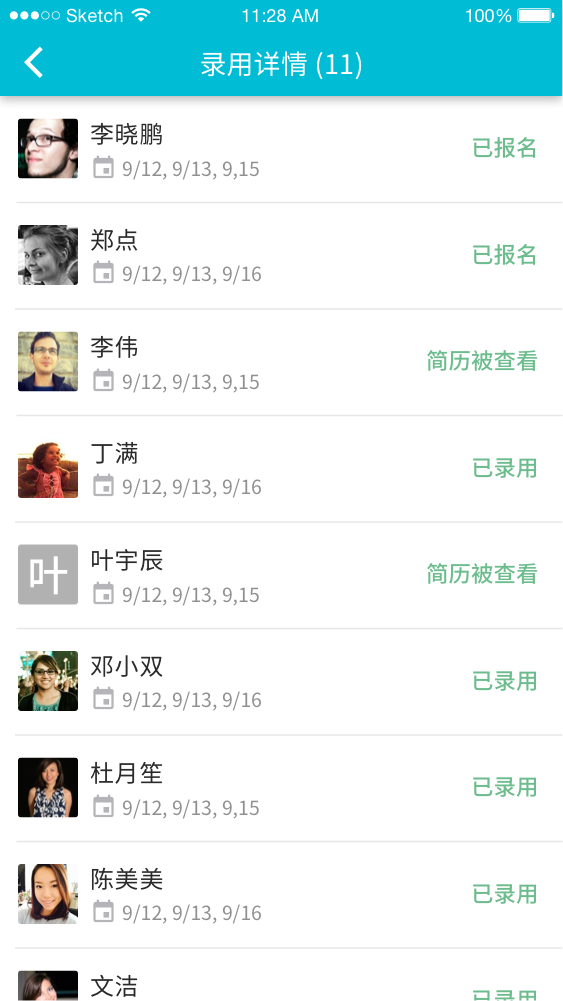 Sketch 11:28 AM 100%
录用详情 (11)
李晓鹏
已报名
9/12, 9/13, 9,15
郑点
已报名
9/12, 9/13, 9/16
李伟
简历被查看
9/12, 9/13, 9,15
丁满
已录用
9/12, 9/13, 9/16
叶
叶宇辰
简历被查看
9/12, 9/13, 9,15
邓小双
已录用
9/12, 9/13, 9/16
杜月笙
已录用
9/12, 9/13, 9,15
陈美美
已录用
9/12, 9/13, 9/16
文洁
已录用